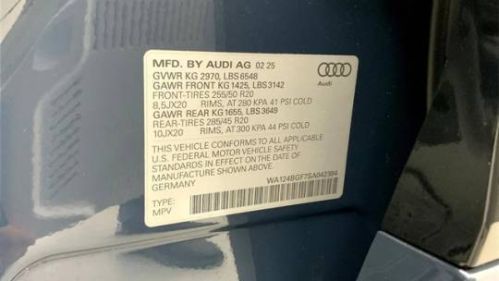 MFD. BY AUDI AG 02 25
GVWR KG 2970, LBS 6548
GAWR FRONT KG 1425, LBS 3142
FRONT-TIRES 255/50 R20
8,5JX20 RIMS, AT 280 KPA 41 PSI COLD
GAWR REAR KG 1655, LBS 3649
REAR-TIRES 285/45 R20
10JX20 RIMS, AT 300 KPA 44 PSI COLD
THIS VEHICLE CONFORMS TO ALL APPLICABLE
U.S. FEDERAL MOTOR VEHICLE SAFETY
STANDARDS IN EFFECT ON THE DATE OF
MANUFACTURE SHOWN ABOVE.
GERMANY
WA124BGF7SA042394
TYPE:
MPV